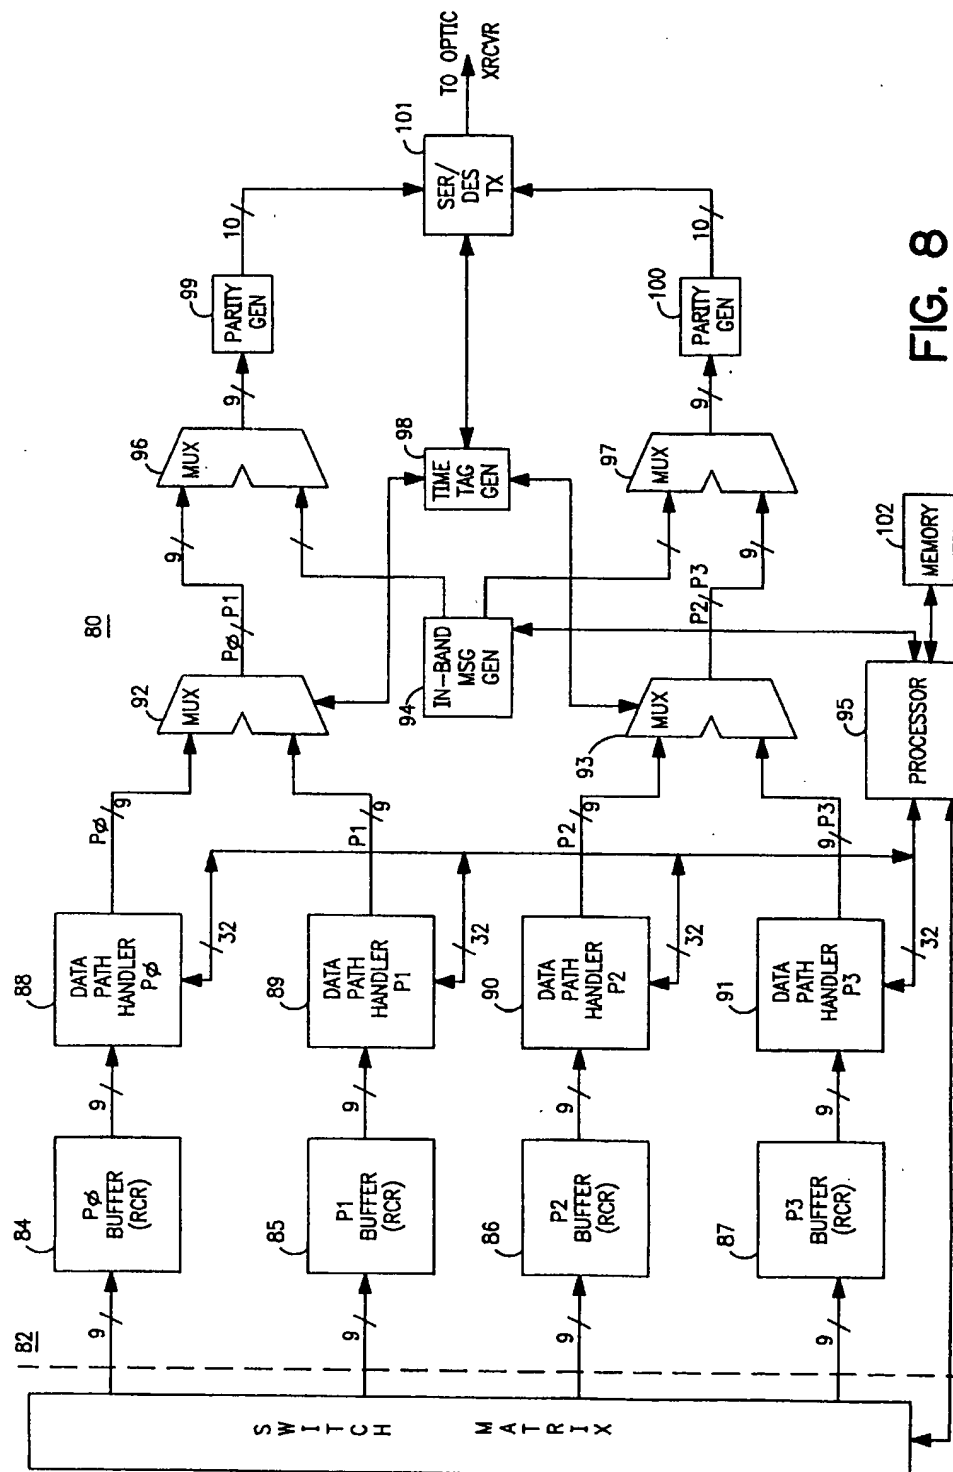 80
82
SWITCH MATRIX
84
PØ
BUFFER
(RCR)
85
P1
BUFFER
(RCR)
86
P2
BUFFER
(RCR)
87
P3
BUFFER
(RCR)
9
9
9
9
9
9
9
9
88
DATA
PATH
HANDLER
PØ
89
DATA
PATH
HANDLER
P1
90
DATA
PATH
HANDLER
P2
91
DATA
PATH
HANDLER
P3
32
32
32
32
PØ
9
P1
9
P2
9
9
P3
92
MUX
93
MUX
PØ
P1
P2
P3
9
9
94
IN-BAND
MSG
GEN
95
PROCESSOR
102
MEMORY
96
MUX
97
MUX
98
TIME
TAG
GEN
9
9
99
PARITY
GEN
100
PARITY
GEN
10
10
101
SER/
DES
TX
TO OPTIC
XRCVR
FIG. 8